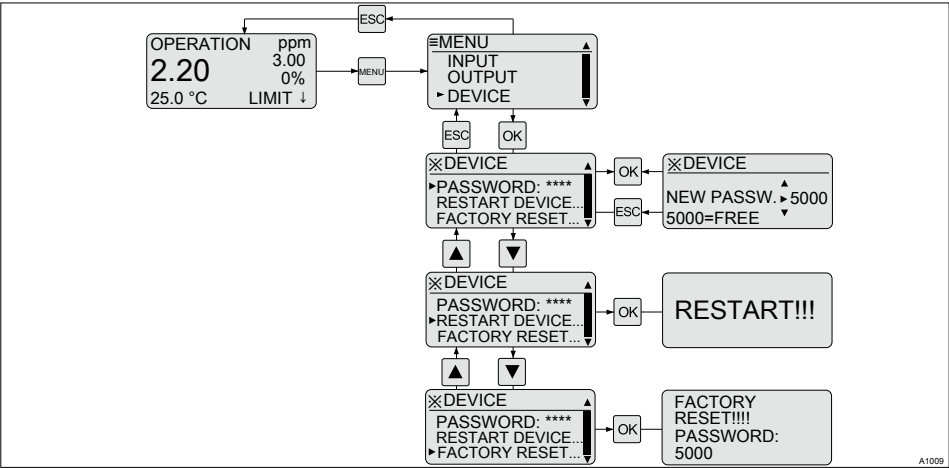 ESC
OPERATION ppm
2.20 3.00
0%
25.0 °C LIMIT ↓
MENU
≡MENU
INPUT
OUTPUT
DEVICE
ESC OK
※DEVICE
PASSWORD: ****
RESTART DEVICE...
FACTORY RESET...
OK
ESC
※DEVICE
NEW PASSW. 5000
5000=FREE
※DEVICE
PASSWORD: ****
RESTART DEVICE...
FACTORY RESET...
OK
RESTART!!!
※DEVICE
PASSWORD: ****
RESTART DEVICE...
FACTORY RESET...
OK
FACTORY
RESET!!!!
PASSWORD:
5000
A1009